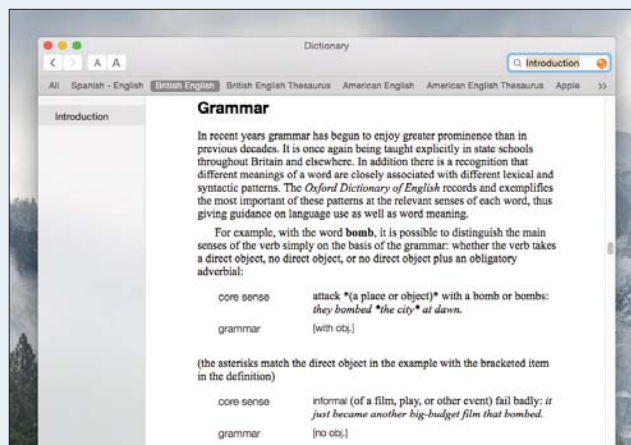 Dictionary
A A
Introduction
All Spanish - English British English British English Thesaurus American English American English Thesaurus Apple >>
Introduction
Grammar
In recent years grammar has begun to enjoy greater prominence than in
previous decades. It is once again being taught explicitly in state schools
throughout Britain and elsewhere. In addition there is a recognition that
different meanings of a word are closely associated with different lexical and
syntactic patterns. The Oxford Dictionary of English records and exemplifies
the most important of these patterns at the relevant senses of each word, thus
giving guidance on language use as well as word meaning.
For example, with the word bomb, it is possible to distinguish the main
senses of the verb simply on the basis of the grammar: whether the verb takes
a direct object, no direct object, or no direct object plus an obligatory
adverbial:
core sense attack *(a place or object)* with a bomb or bombs:
they bombed *the city* at dawn.
grammar [with obj.]
(the asterisks match the direct object in the example with the bracketed item
in the definition)
core sense informal (of a film, play, or other event) fail badly: it
just became another big-budget film that bombed.
grammar [no obj.]